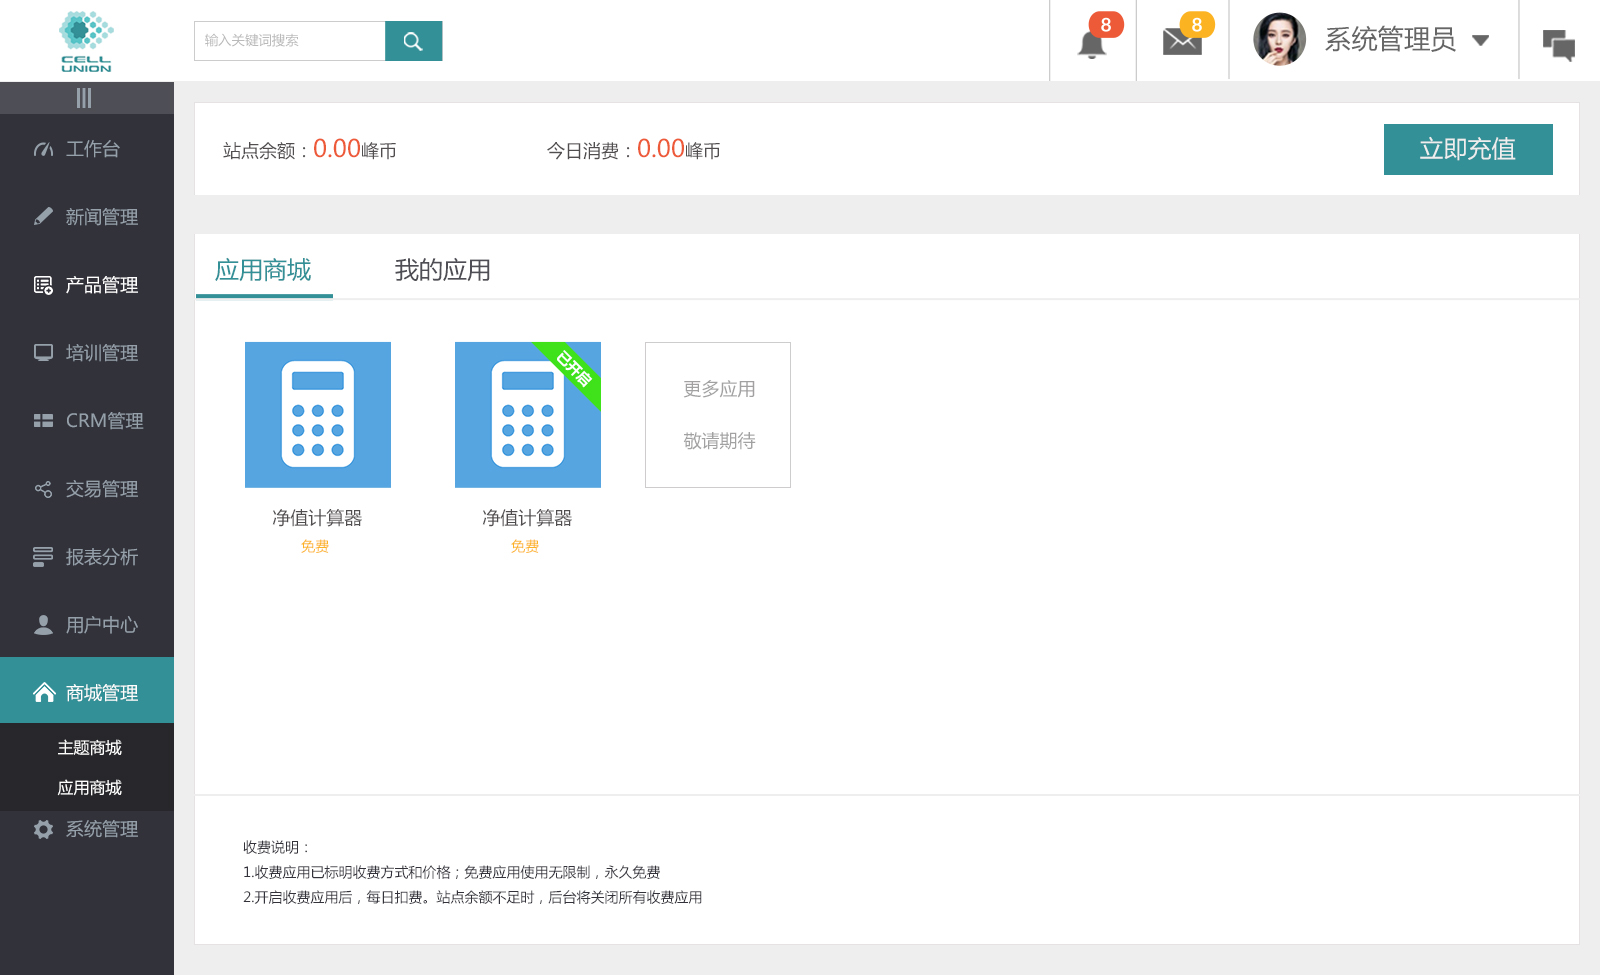 CELL
UNION
输入关键词搜索
8
8
系统管理员
工作台
新闻管理
产品管理
培训管理
CRM管理
交易管理
报表分析
用户中心
商城管理
主题商城
应用商城
系统管理
站点余额：0.00峰币
今日消费：0.00峰币
立即充值
应用商城
我的应用
净值计算器
免费
已开启
净值计算器
免费
更多应用
敬请期待
收费说明：
1.收费应用已标明收费方式和价格；免费应用使用无限制，永久免费
2.开启收费应用后，每日扣费。站点余额不足时，后台将关闭所有收费应用